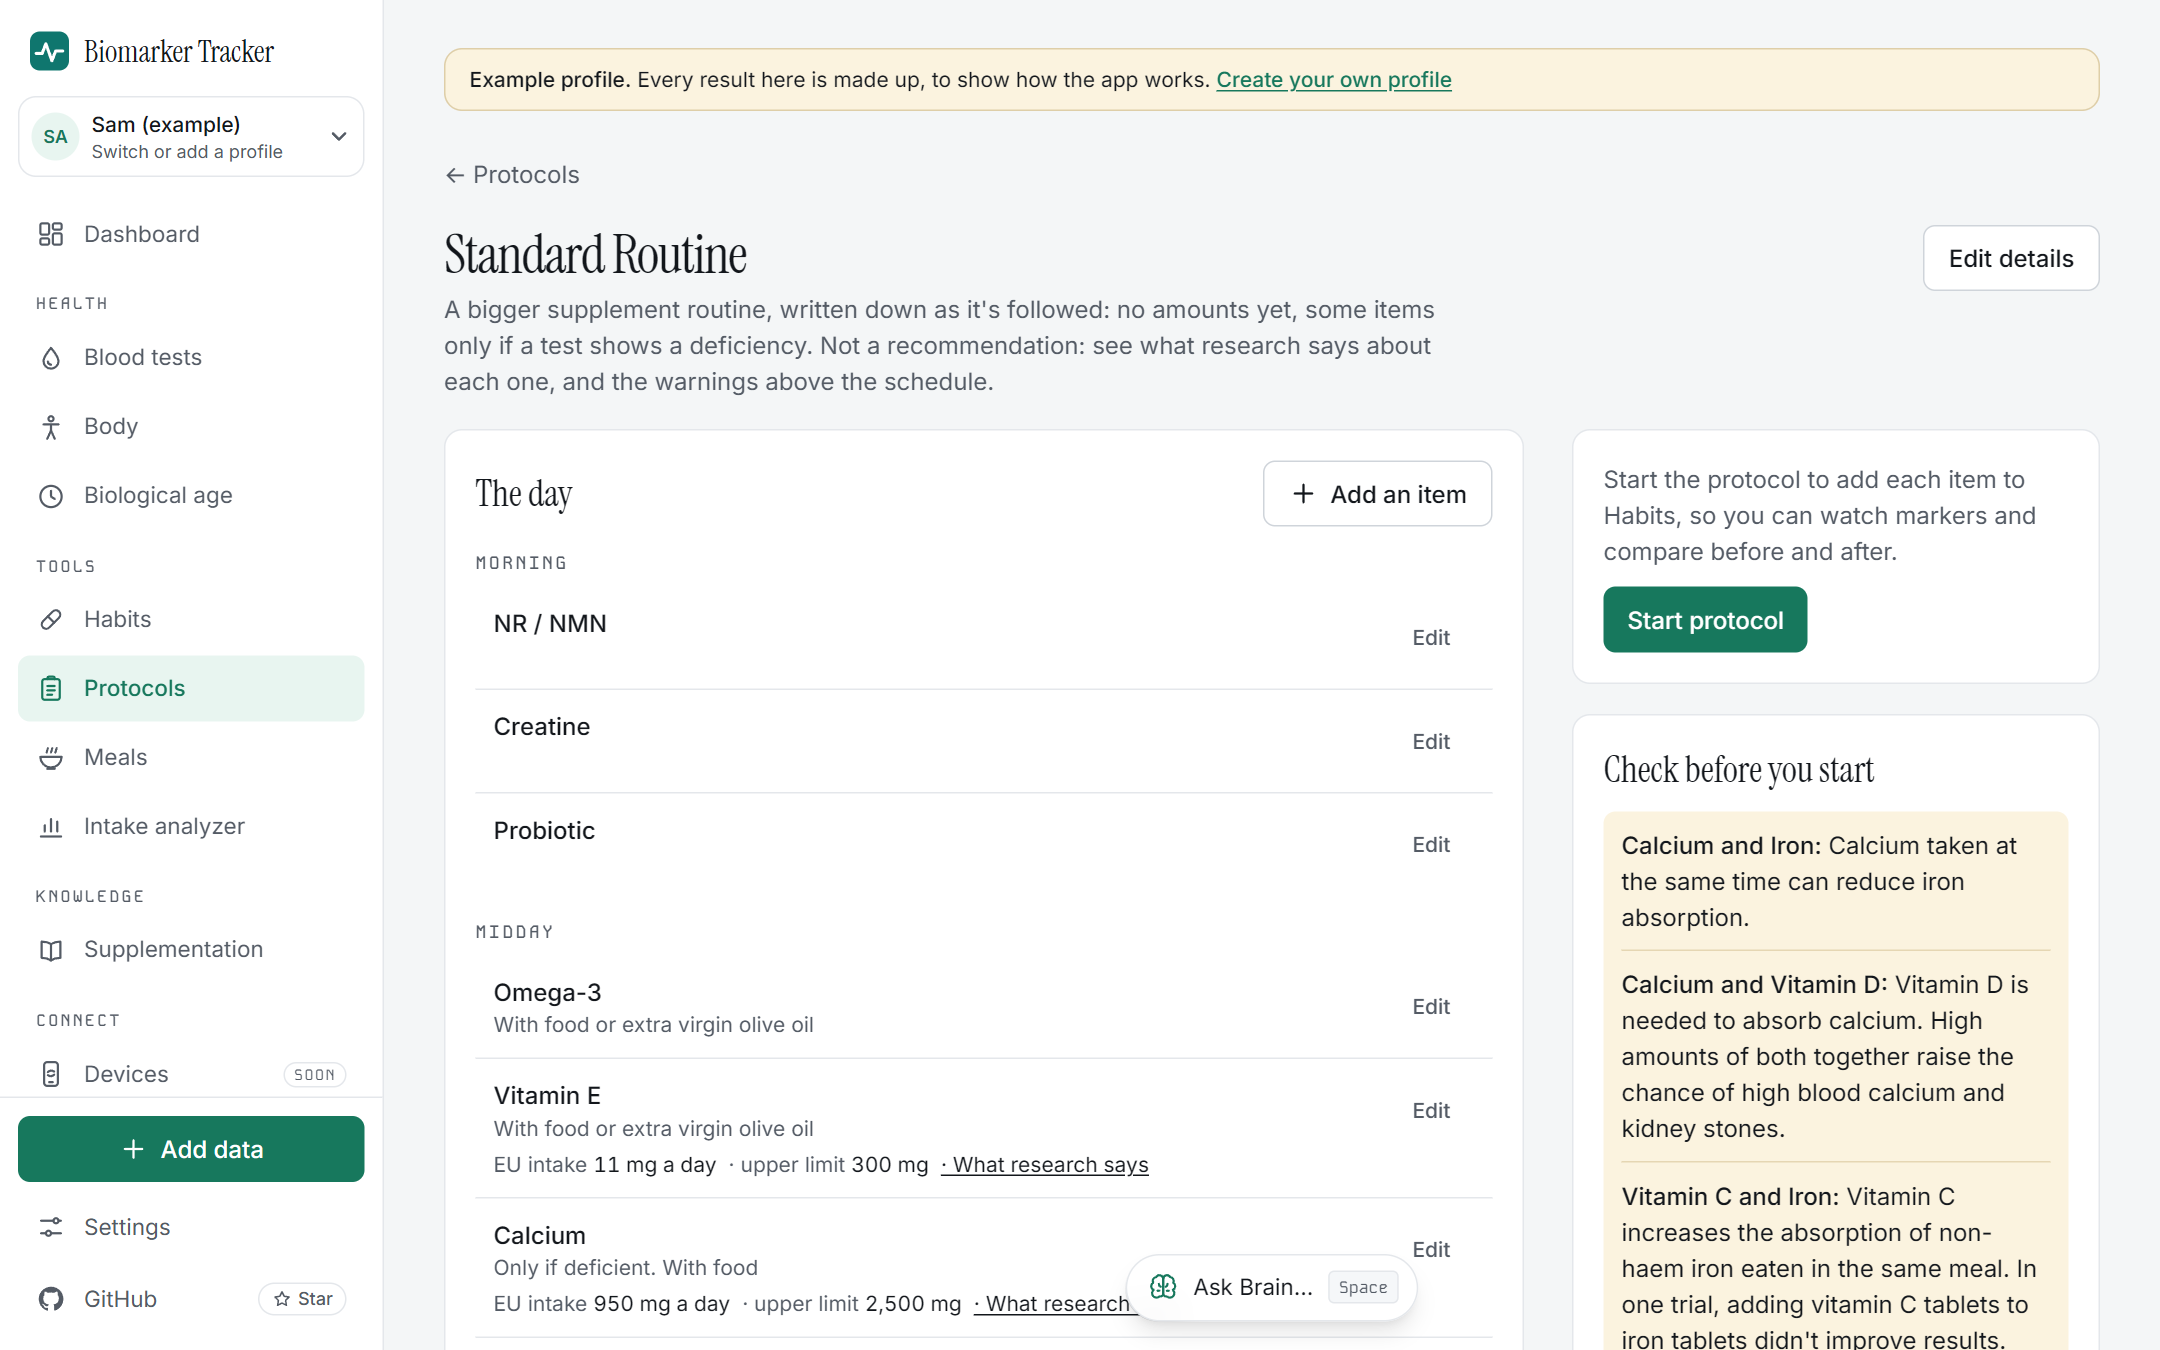 Biomarker Tracker
SA
Sam (example)
Switch or add a profile
Dashboard
HEALTH
Blood tests
Body
Biological age
TOOLS
Habits
Protocols
Meals
Intake analyzer
KNOWLEDGE
Supplementation
CONNECT
Devices SOON
+ Add data
Settings
GitHub Star
Example profile. Every result here is made up, to show how the app works. Create your own profile
← Protocols
Standard Routine
Edit details
A bigger supplement routine, written down as it's followed: no amounts yet, some items
only if a test shows a deficiency. Not a recommendation: see what research says about
each one, and the warnings above the schedule.
The day
+ Add an item
MORNING
NR / NMN
Edit
Creatine
Edit
Probiotic
Edit
MIDDAY
Omega-3
With food or extra virgin olive oil
Edit
Vitamin E
With food or extra virgin olive oil
EU intake 11 mg a day · upper limit 300 mg · What research says
Edit
Calcium
Only if deficient. With food
EU intake 950 mg a day · upper limit 2,500 mg · What research
Edit
Ask Brain... Space
Start the protocol to add each item to
Habits, so you can watch markers and
compare before and after.
Start protocol
Check before you start
Calcium and Iron: Calcium taken at
the same time can reduce iron
absorption.
Calcium and Vitamin D: Vitamin D is
needed to absorb calcium. High
amounts of both together raise the
chance of high blood calcium and
kidney stones.
Vitamin C and Iron: Vitamin C
increases the absorption of non-
haem iron eaten in the same meal. In
one trial, adding vitamin C tablets to
iron tablets didn't improve results.